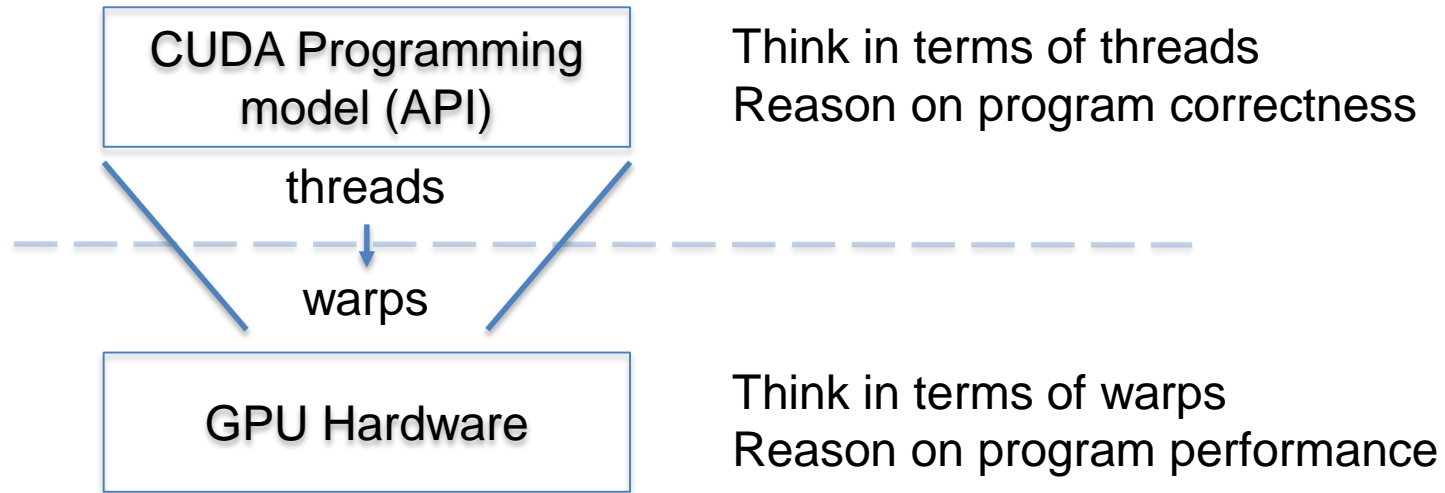 CUDA Programming
model (API)
Think in terms of threads
Reason on program correctness
threads
warps
GPU Hardware
Think in terms of warps
Reason on program performance